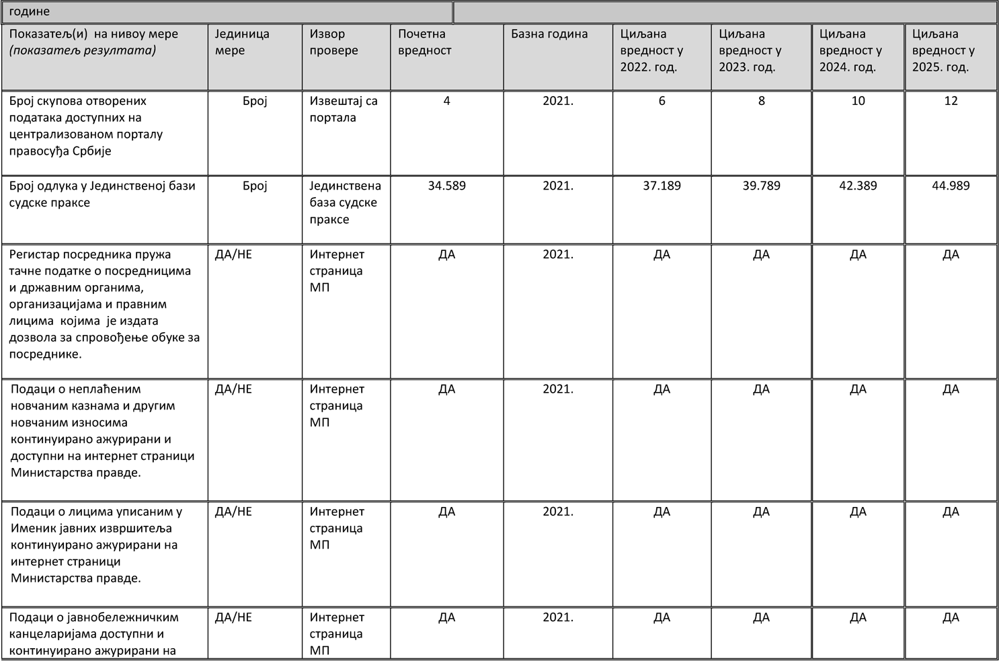 године
Показатељ(и) на нивоу мере
(показатељ резултата)
Јединица
мере
Извор
провере
Почетна
вредност
Базна година
Циљана
вредност у
2022. год.
Циљана
вредност у
2023. год.
Циљана
вредност у
2024. год.
Циљана
вредност у
2025. год.
Број скупова отворених
података доступних на
централизованом порталу
правосуђа Србије
Број
Извештај са
портала
4
2021.
6
8
10
12
Број одлука у Јединственој бази
судске праксе
Број
Јединствена
база судске
праксе
34.589
2021.
37.189
39.789
42.389
44.989
Регистар посредника пружа
тачне податке о посредницима
и државним органима,
организацијама и правним
лицима којима је издата
дозвола за спровођење обуке за
посреднике.
ДА/НЕ
Интернет
страница
МП
ДА
2021.
ДА
ДА
ДА
ДА
Подаци о неплаћеним
новчаним казнама и другим
новчаним износима
континуирано ажурирани и
доступни на интернет страници
Министарства правде.
ДА/НЕ
Интернет
страница
МП
ДА
2021.
ДА
ДА
ДА
ДА
Подаци о лицима уписаним у
Именик јавних извршитеља
континуирано ажурирани на
интернет страници
Министарства правде.
ДА/НЕ
Интернет
страница
МП
ДА
2021.
ДА
ДА
ДА
ДА
Подаци о јавнобележничким
канцеларијама доступни и
континуирано ажурирани на
ДА/НЕ
Интернет
страница
МП
ДА
2021.
ДА
ДА
ДА
ДА